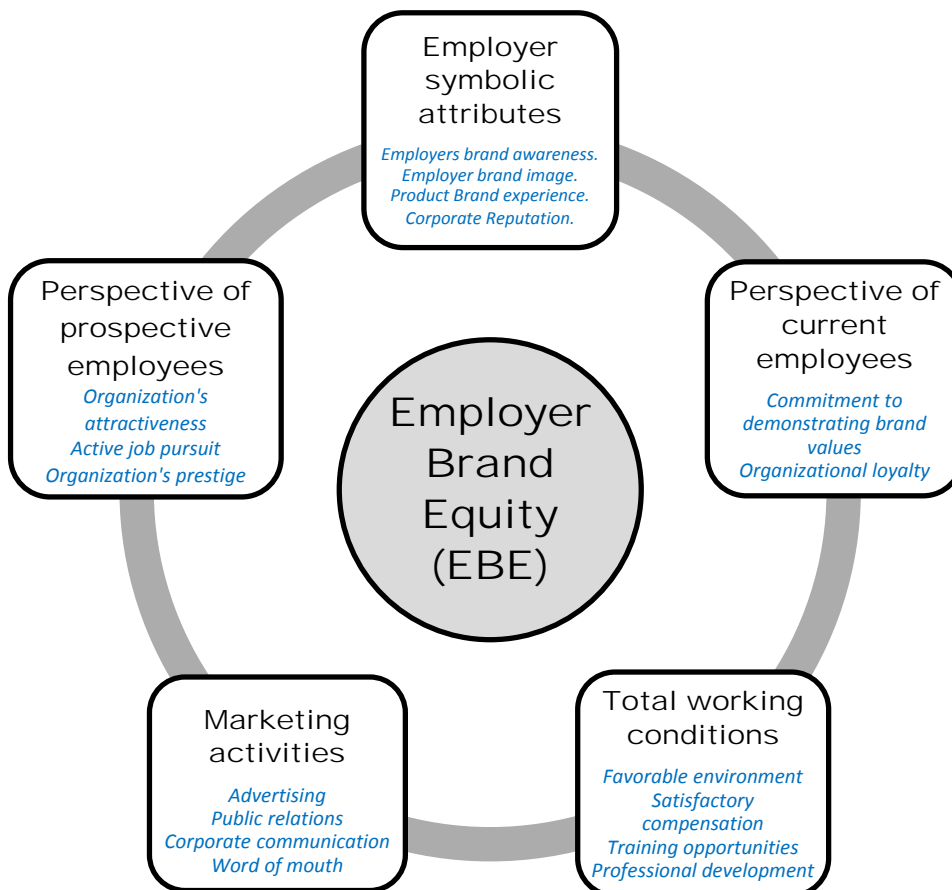 Employer
symbolic
attributes
Employers brand awareness.
Employer brand image.
Product Brand experience.
Corporate Reputation.
Perspective of
prospective
employees
Organization's
attractiveness
Active job pursuit
Organization's prestige
Perspective of
current
employees
Commitment to
demonstrating brand
values
Organizational loyalty
Employer
Brand
Equity
(EBE)
Marketing
activities
Advertising
Public relations
Corporate communication
Word of mouth
Total working
conditions
Favorable environment
Satisfactory
compensation
Training opportunities
Professional development